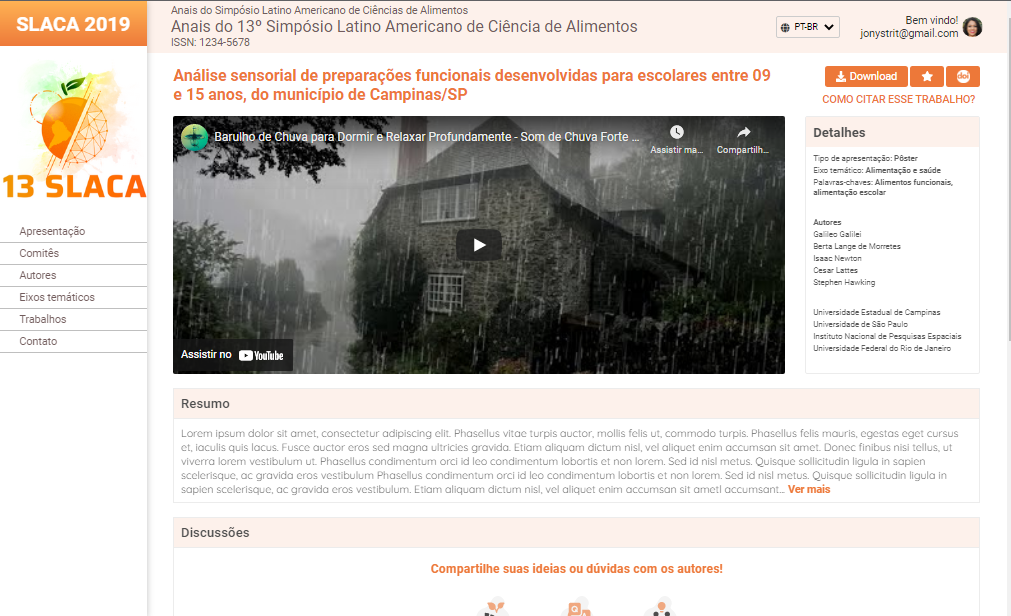 SLACA 2019
Anais do Simpósio Latino Americano de Ciências de Alimentos
Anais do 13º Simpósio Latino Americano de Ciência de Alimentos
ISSN: 1234-5678
PT-BR
Bem vindo!
jonystrit@gmail.com
13 SLACA
Apresentação
Comitês
Autores
Eixos temáticos
Trabalhos
Contato
Análise sensorial de preparações funcionais desenvolvidas para escolares entre 09
e 15 anos, do município de Campinas/SP
Download
doi
COMO CITAR ESSE TRABALHO?
Barulho de Chuva para Dormir e Relaxar Profundamente - Som de Chuva Forte ...
Assistir ma...
Compartilh...
Assistir no YouTube
Detalhes
Tipo de apresentação: Pôster
Eixo temático: Alimentação e saúde
Palavras-chaves: Alimentos funcionais,
alimentação escolar
Autores
Galileo Galilei
Berta Lange de Morretes
Isaac Newton
Cesar Lattes
Stephen Hawking
Universidade Estadual de Campinas
Universidade de São Paulo
Instituto Nacional de Pesquisas Espaciais
Universidade Federal do Rio de Janeiro
Resumo
Lorem ipsum dolor sit amet, consectetur adipiscing elit. Phasellus vitae turpis auctor, mollis felis ut, commodo turpis. Phasellus felis mauris, egestas eget cursus
et, iaculis quis lacus. Fusce auctor eros sed magna ultricies gravida. Etiam aliquam dictum nisl, vel aliquet enim accumsan sit amet. Donec finibus nisi tellus, ut
viverra lorem vestibulum ut. Phasellus condimentum orci id leo condimentum lobortis et non lorem. Sed id nisl metus. Quisque sollicitudin ligula in sapien
scelerisque, ac gravida eros vestibulum Phasellus condimentum orci id leo condimentum lobortis et non lorem. Sed id nisl metus. Quisque sollicitudin ligula in
sapien scelerisque, ac gravida eros vestibulum. Etiam aliquam dictum nisl, vel aliquet enim accumsan sit ametl accumsant... Ver mais
Discussões
Compartilhe suas ideias ou dúvidas com os autores!